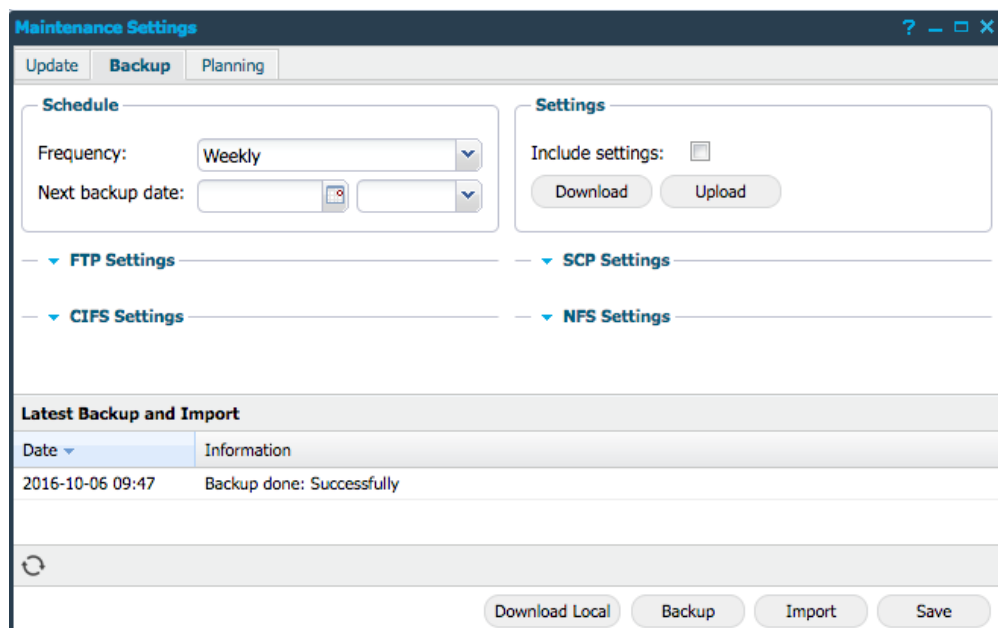 Maintenance Settings ?
Update Backup Planning
Schedule
Frequency: Weekly
Next backup date:
Settings
Include settings:
Download Upload
FTP Settings
SCP Settings
CIFS Settings
NFS Settings
Latest Backup and Import
Date Information
2016-10-06 09:47 Backup done: Successfully
Download Local Backup Import Save